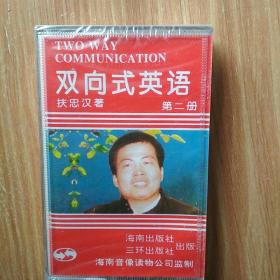 TWO WAY
COMMUNICATION
双向式英语
扶忠汉著 第二册
海南出版社
三环出版社 出版
海南音像读物公司监制